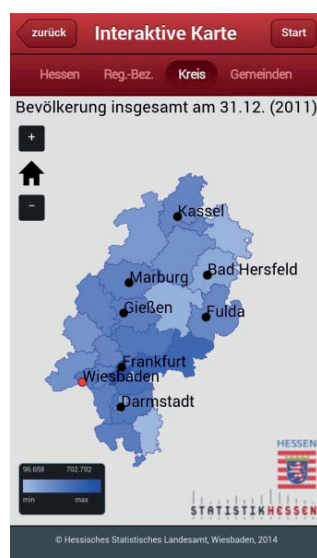 zurück Interaktive Karte Start
Hessen Reg.-Bez. Kreis Gemeinden
Bevölkerung insgesamt am 31.12. (2011)
+
-
Kassel
Bad Hersfeld
Marburg
Gießen
Fulda
Frankfurt
Wiesbaden
Darmstadt
HESSEN
96.658 702.792
min max
STATISTIKHESSEN
© Hessisches Statistisches Landesamt, Wiesbaden, 2014